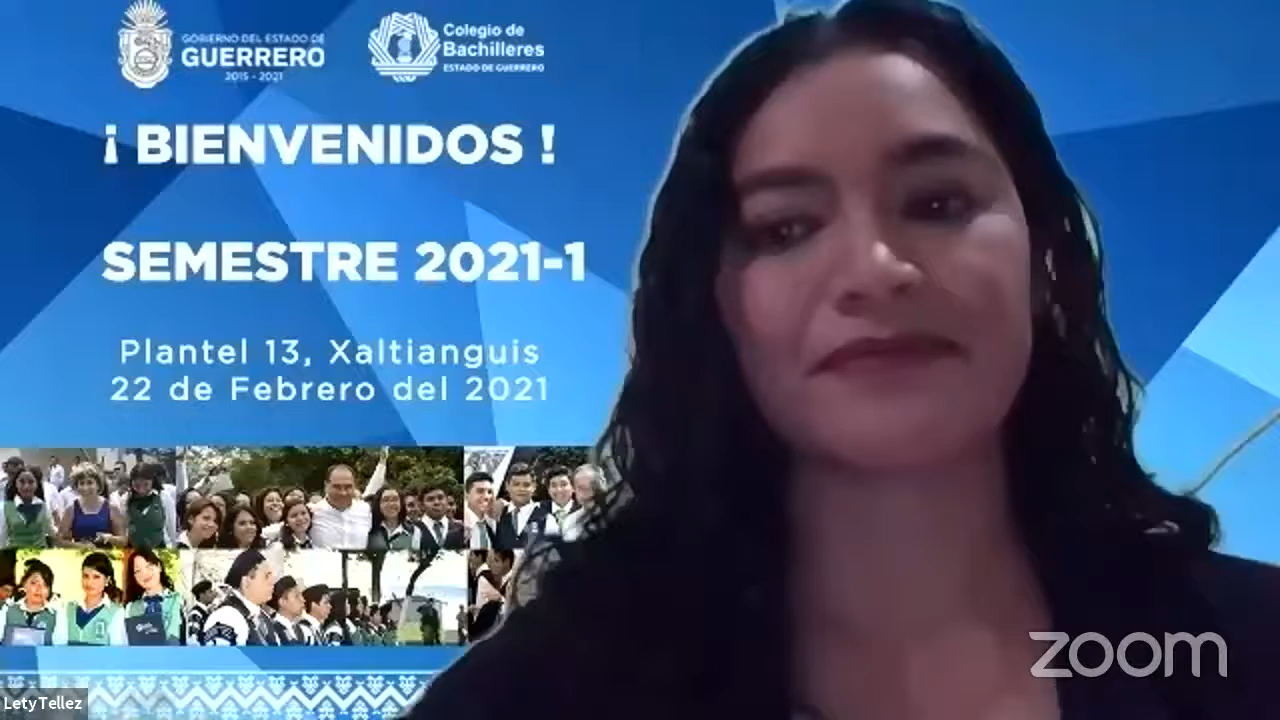 GOBIERNO DEL ESTADO DE
GUERRERO
2015 - 2021
Colegio de
Bachilleres
ESTADO DE GUERRERO
¡ BIENVENIDOS !
SEMESTRE 2021-1
Plantel 13, Xaltianguis
22 de Febrero del 2021
zoom
LetyTellez